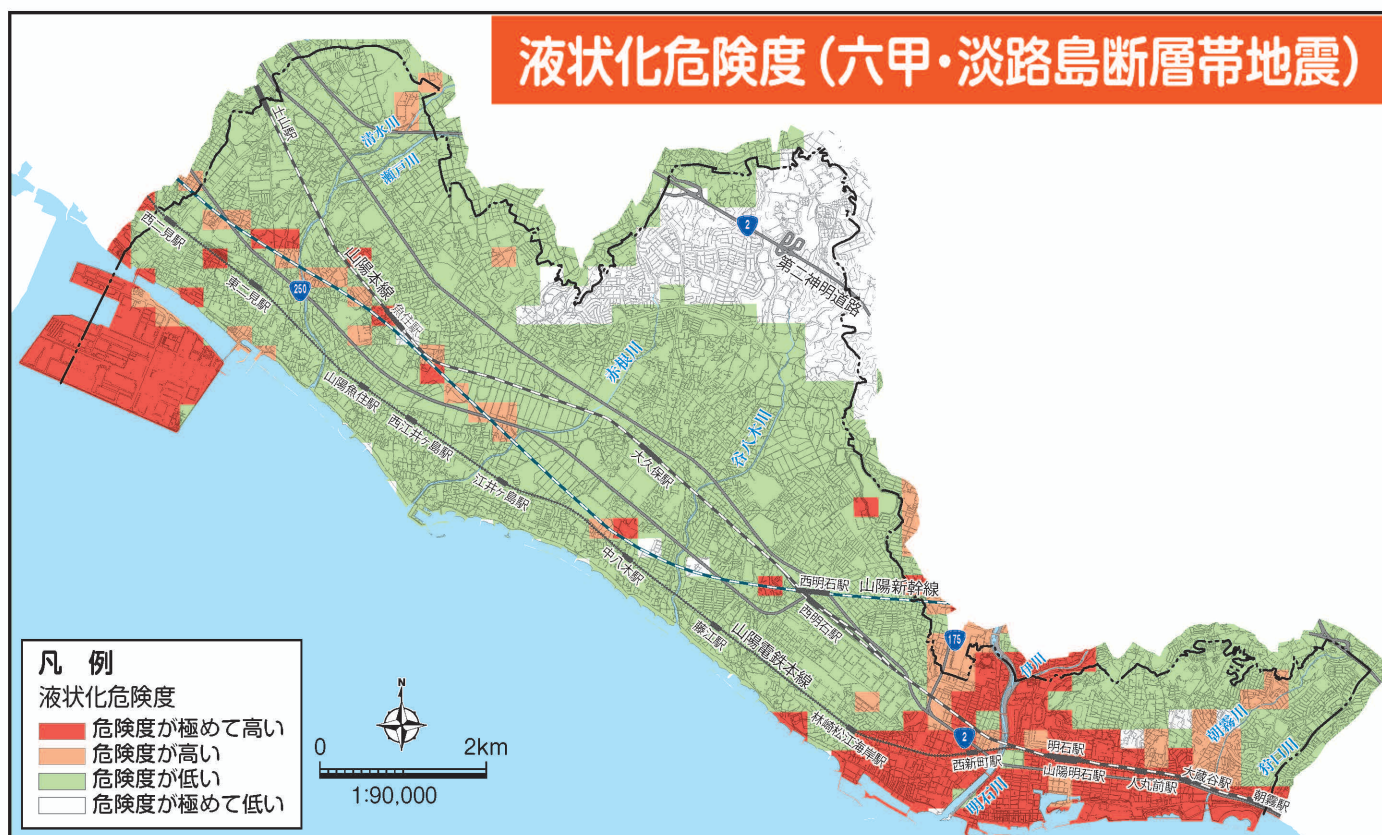 液状化危険度(六甲・淡路島断層帯地震)
土山駅
清水川
瀬戸川
西二見駅
東二見駅
250
山陽本線
魚住駅
山陽魚住駅
西江井ヶ島駅
江井ヶ島駅
赤根川
谷八木川
大久保駅
中八木駅
2
第二神明道路
西明石駅
山陽新幹線
西明石駅
藤江駅
山陽電鉄本線
林崎松江海岸駅
175
伊川
2
西新町駅
明石川
明石駅
山陽明石駅
人丸前駅
大蔵谷駅
朝霧川
狩口川
朝霧駅
凡 例
液状化危険度
危険度が極めて高い
危険度が高い
危険度が低い
危険度が極めて低い
N
0 2km
1:90,000